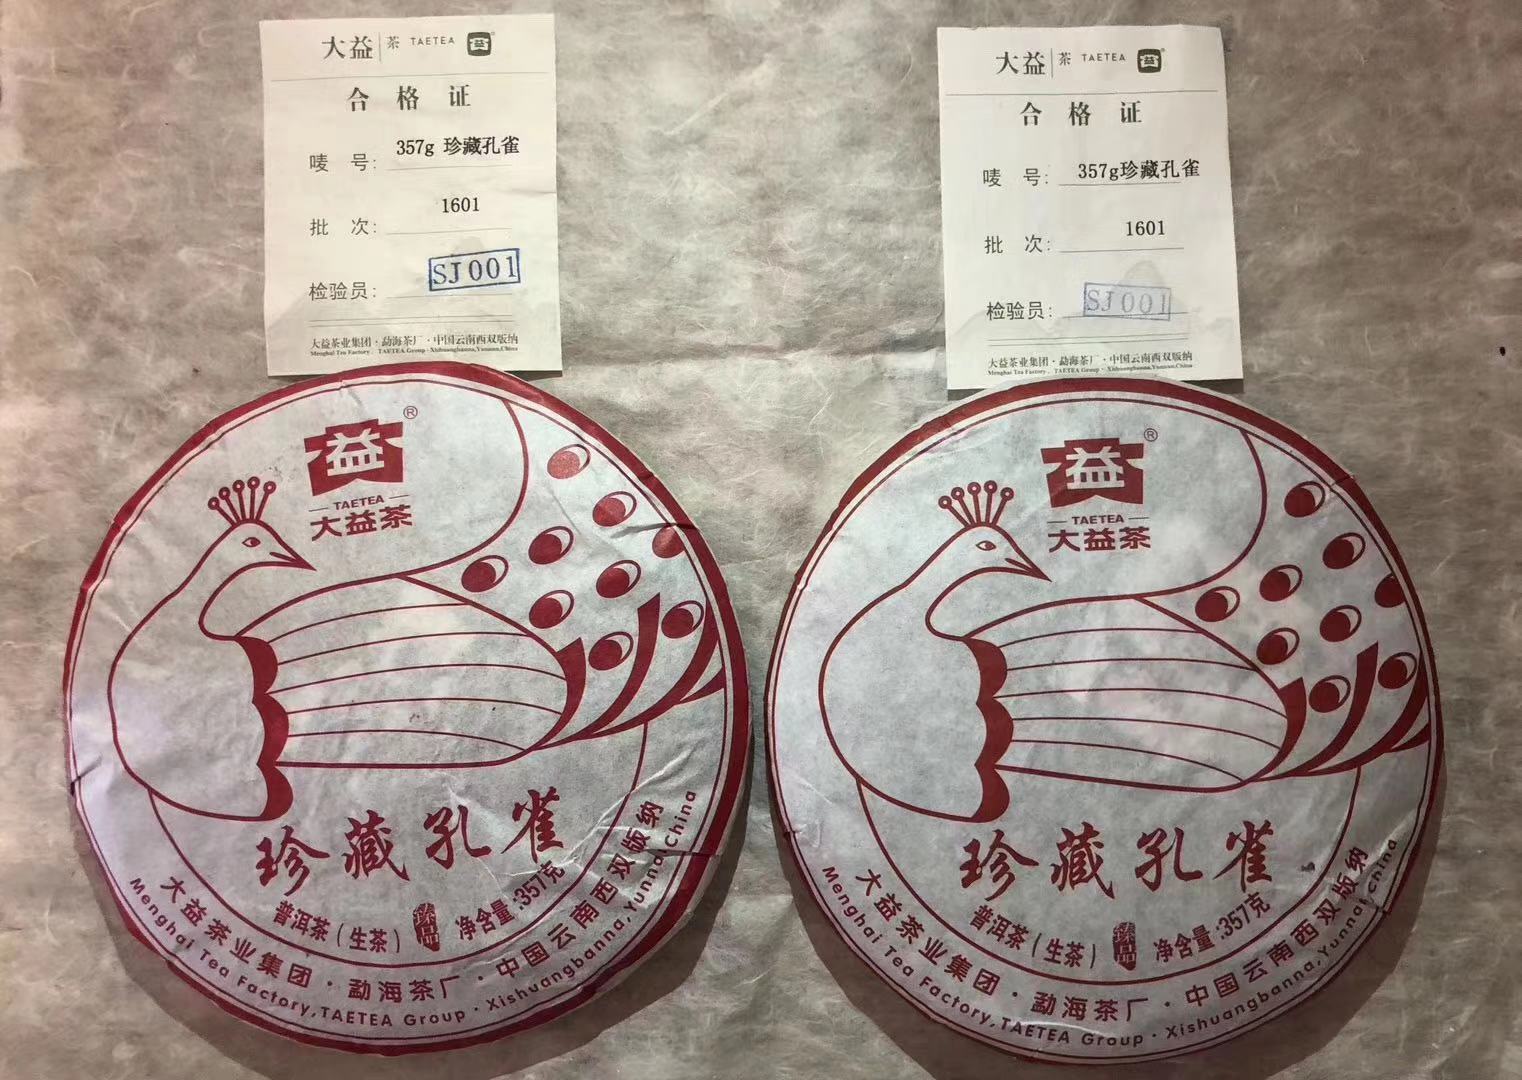 大益 茶 TAETEA 益
合格证
唛 号: 357g 珍藏孔雀
批 次: 1601
检验员: SJ001
大益茶业集团·勐海茶厂·中国云南西双版纳
Menghai Tea Factory, TAETEA Group·Xishuangbanna,Yunnan,China
大益 茶 TAETEA 益
合格证
唛 号: 357g珍藏孔雀
批 次: 1601
检验员: SJ001
大益茶业集团·勐海茶厂·中国云南西双版纳
Menghai Tea Factory, TAETEA Group·Xishuangbanna,Yunnan,China
益®
TAETEA
大益茶
珍藏孔雀
普洱茶(生茶) 臻品 净含量:357克
大益茶业集团·勐海茶厂·中国云南西双版纳
Menghai Tea Factory,TAETEA Group·Xishuangbanna,Yunnan,China
益®
TAETEA
大益茶
珍藏孔雀
普洱茶(生茶) 臻品 净含量:357克
大益茶业集团·勐海茶厂·中国云南西双版纳
Menghai Tea Factory,TAETEA Group·Xishuangbanna,Yunnan,China